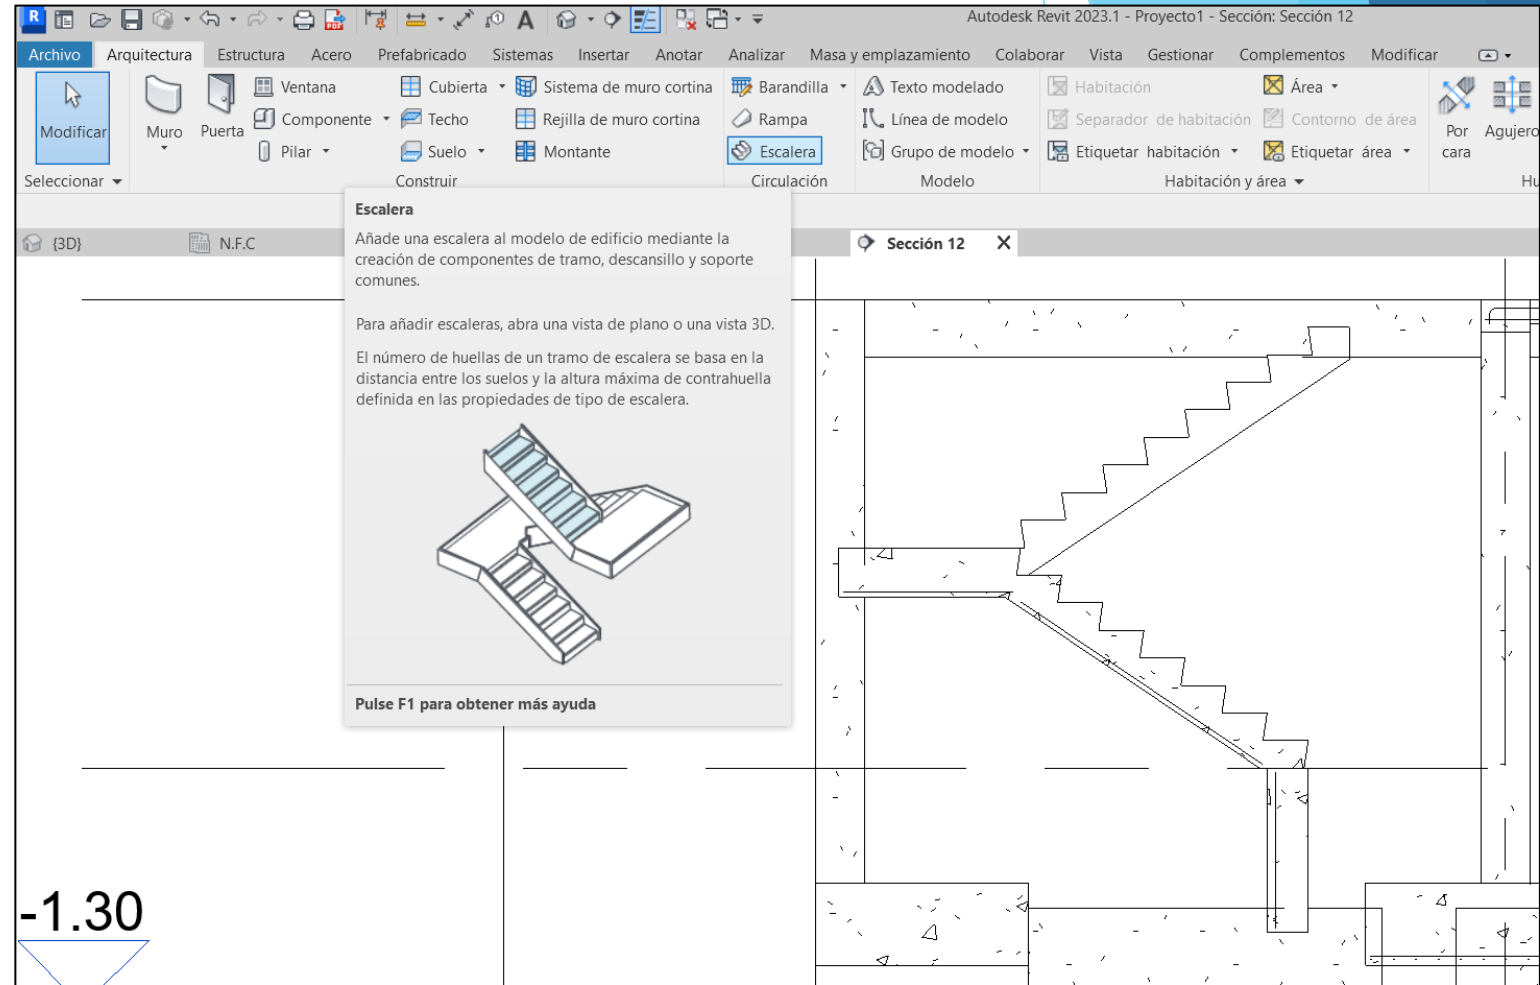 Autodesk Revit 2023.1 - Proyecto1 - Sección: Sección 12
Archivo Arquitectura Estructura Acero Prefabricado Sistemas Insertar Anotar Analizar Masa y emplazamiento Colaborar Vista Gestionar Complementos Modificar
Modificar
Muro
Puerta
Ventana
Componente
Pilar
Cubierta
Techo
Suelo
Sistema de muro cortina
Rejilla de muro cortina
Montante
Barandilla
Rampa
Escalera
Texto modelado
Línea de modelo
Grupo de modelo
Habitación
Separador de habitación
Etiquetar habitación
Área
Contorno de área
Etiquetar área
Por
cara
Agujero
Seleccionar Construir Circulación Modelo Habitación y área Hu
{3D} N.F.C Sección 12 X
Escalera
Añade una escalera al modelo de edificio mediante la
creación de componentes de tramo, descansillo y soporte
comunes.
Para añadir escaleras, abra una vista de plano o una vista 3D.
El número de huellas de un tramo de escalera se basa en la
distancia entre los suelos y la altura máxima de contrahuella
definida en las propiedades de tipo de escalera.
Pulse F1 para obtener más ayuda
-1.30